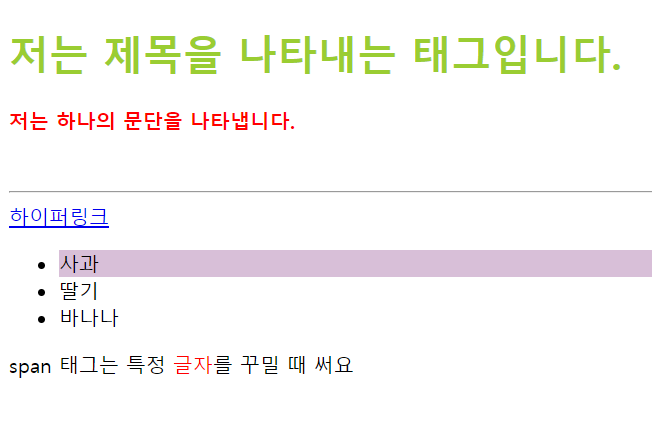 저는 제목을 나타내는 태그입니다.
저는 하나의 문단을 나타냅니다.
하이퍼링크
사과
딸기
바나나
span 태그는 특정 글자를 꾸밀 때 써요